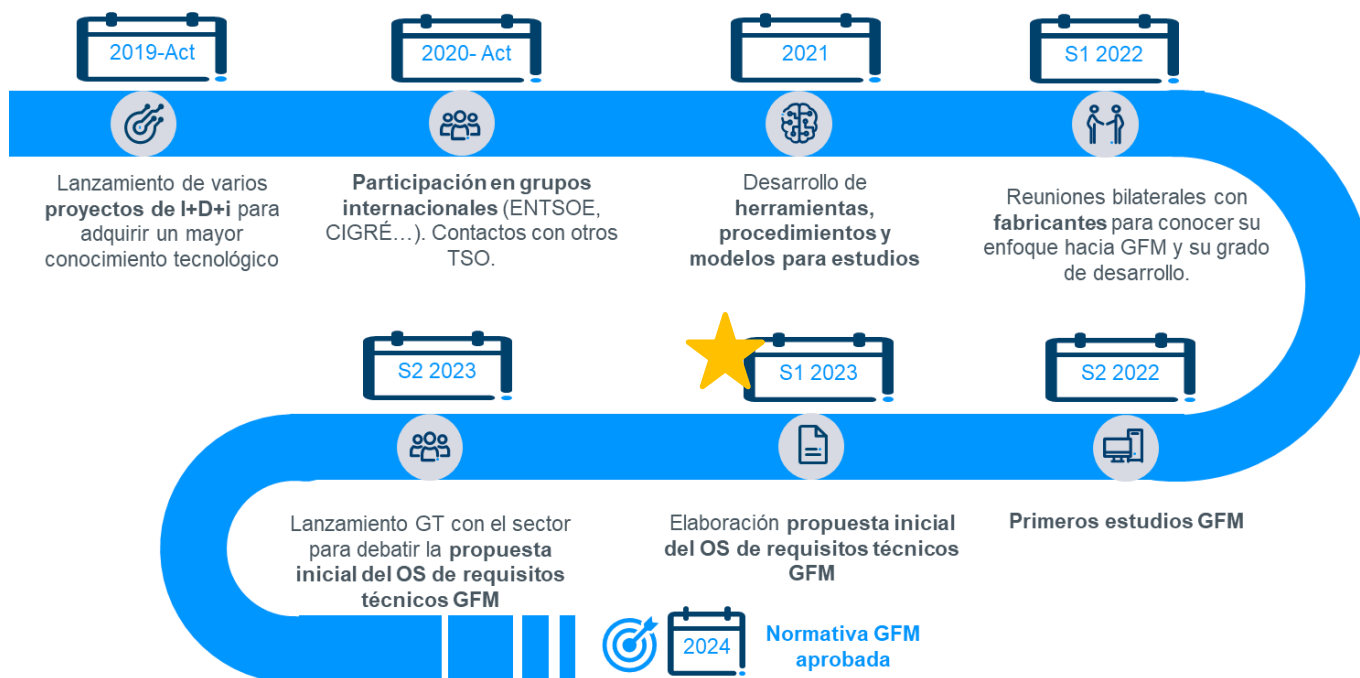 2019-Act
Lanzamiento de varios
proyectos de I+D+i para
adquirir un mayor
conocimiento tecnológico
2020- Act
Participación en grupos
internacionales (ENTSOE,
CIGRÉ…). Contactos con otros
TSO.
2021
Desarrollo de
herramientas,
procedimientos y
modelos para estudios
S1 2022
Reuniones bilaterales con
fabricantes para conocer su
enfoque hacia GFM y su grado
de desarrollo.
S2 2022
Primeros estudios GFM
S1 2023
Elaboración propuesta inicial
del OS de requisitos técnicos
GFM
S2 2023
Lanzamiento GT con el sector
para debatir la propuesta
inicial del OS de requisitos
técnicos GFM
2024
Normativa GFM
aprobada